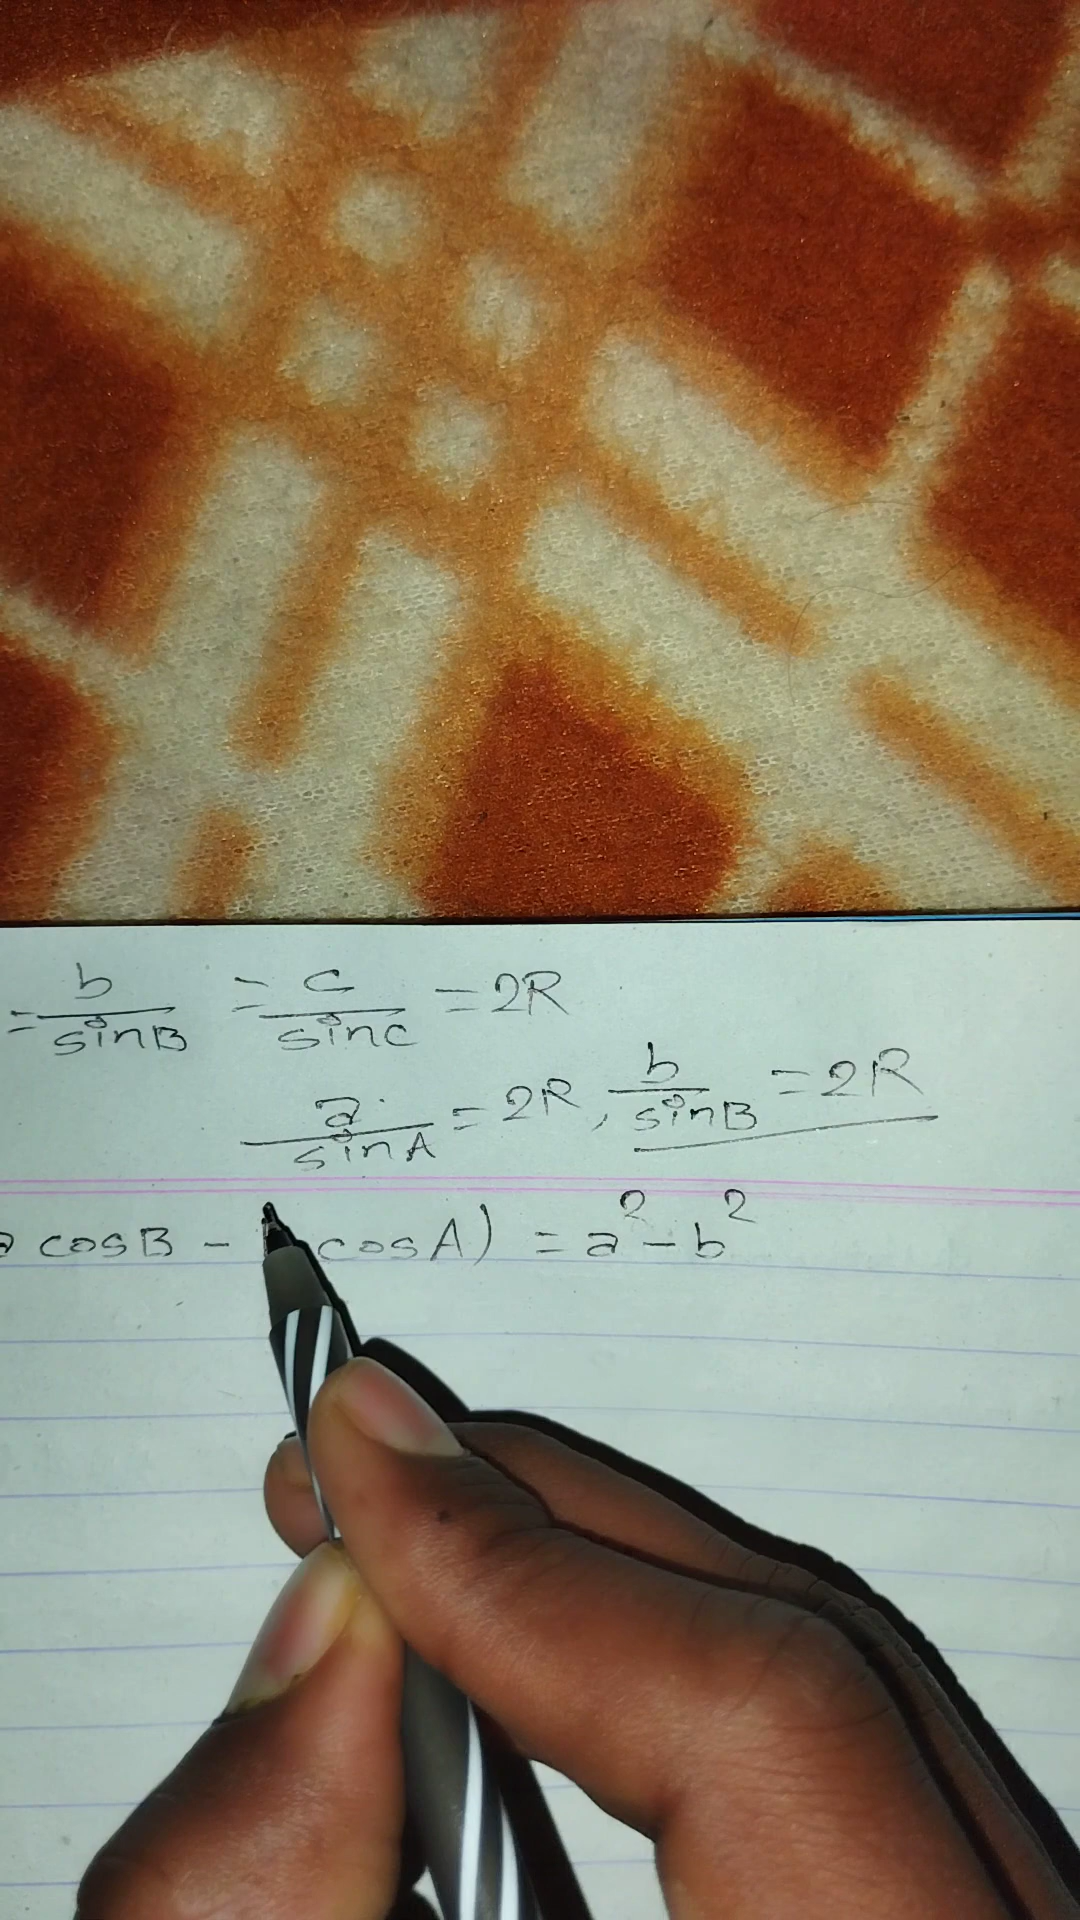 = b/sinB = c/sinC = 2R
a/sinA = 2R, b/sinB = 2R
a cosB - cosA) = a² - b²